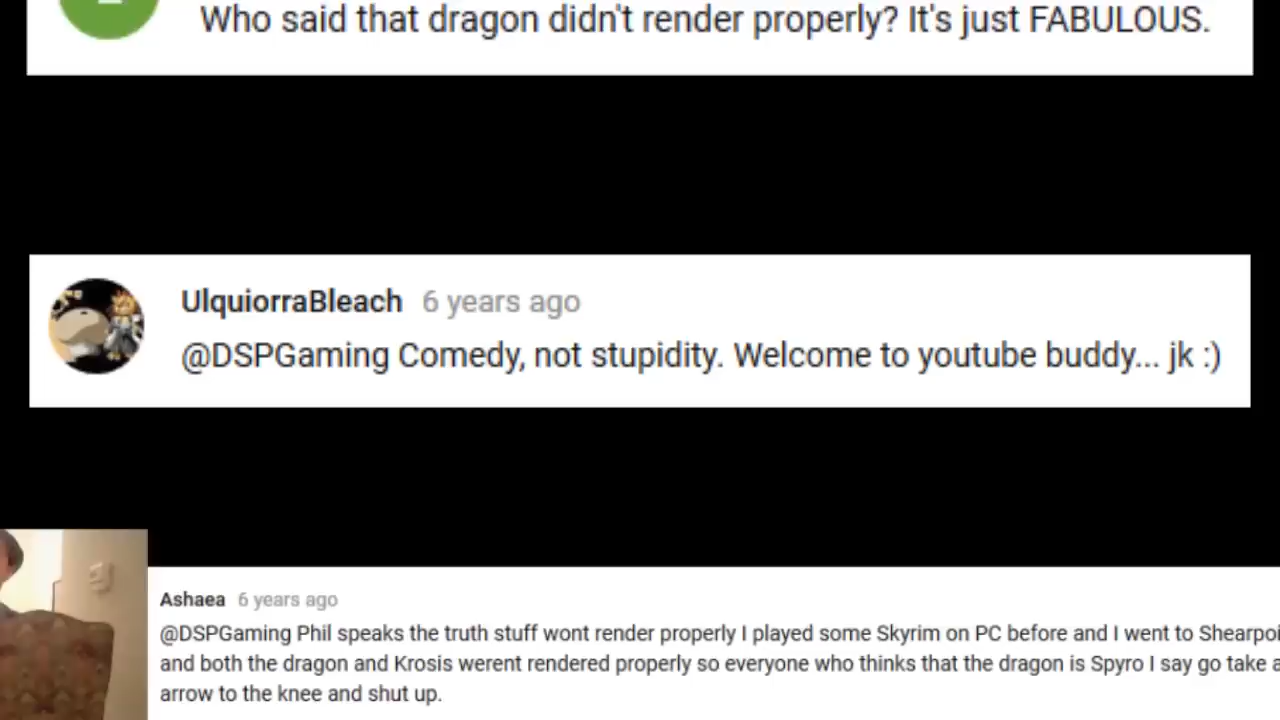 Who said that dragon didn't render properly? It's just FABULOUS.
UlquiorraBleach 6 years ago
@DSPGaming Comedy, not stupidity. Welcome to youtube buddy... jk :)
Ashaea 6 years ago
@DSPGaming Phil speaks the truth stuff wont render properly I played some Skyrim on PC before and I went to Shearpoi
and both the dragon and Krosis werent rendered properly so everyone who thinks that the dragon is Spyro I say go take a
arrow to the knee and shut up.